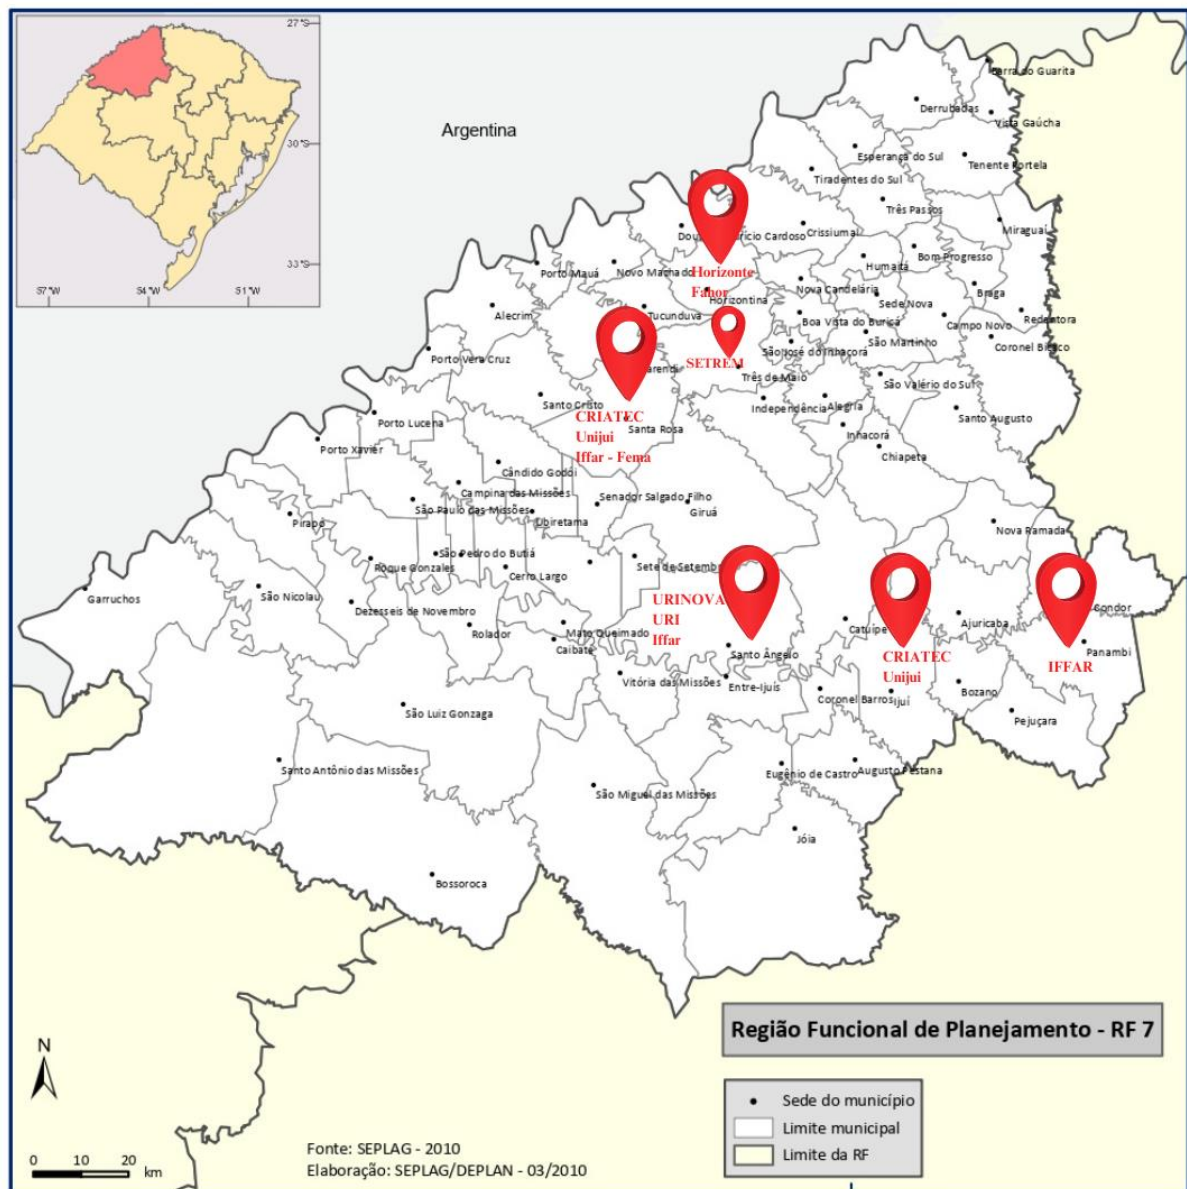 27°S
30°S
33°S
57°W
54°W
51°W
Argentina
Barra do Guarita
Derrubadas
Vista Gaúcha
Esperança do Sul
Tenente Portela
Tiradentes do Sul
Três Passos
Miraguaí
Crissiumal
Bom Progresso
Humaitá
Porto Mauá
Novo Machado
Horizonte
Fahor
Horizontina
Nova Candelária
Sede Nova
Braga
Redentora
Alecrim
Tucunduva
Boa Vista do Buricá
Campo Novo
São Martinho
Coronel Bicaco
Porto Vera Cruz
SETREM
São José do Inhacorá
Três de Maio
São Valério do Sul
Santo Cristo
Independência
Alegria
Santo Augusto
Porto Lucena
CRIATEC
Unijui
Iffar - Fema
Santa Rosa
Inhacorá
Chiapeta
Porto Xavier
Cândido Godói
Campina das Missões
São Paulo das Missões
Ubiretama
Senador Salgado Filho
Giruá
Pirapó
Nova Ramada
São Pedro do Butiá
Roque Gonzales
Cerro Largo
Sete de Setembro
Garruchos
São Nicolau
Dezesseis de Novembro
Rolador
Mato Queimado
Caibaté
URINOVA
URI
Iffar
Santo Ângelo
Catuípe
Ajuricaba
Condor
Panambi
CRIATEC
Unijui
IFFAR
Vitória das Missões
Entre-Ijuís
Coronel Barros
Ijuí
Bozano
Pejuçara
São Luiz Gonzaga
Santo Antônio das Missões
São Miguel das Missões
Eugênio de Castro
Augusto Pestana
Jóia
Bossoroca
Região Funcional de Planejamento - RF 7
Sede do município
Limite municipal
Limite da RF
N
0 10 20
km
Fonte: SEPLAG - 2010
Elaboração: SEPLAG/DEPLAN - 03/2010